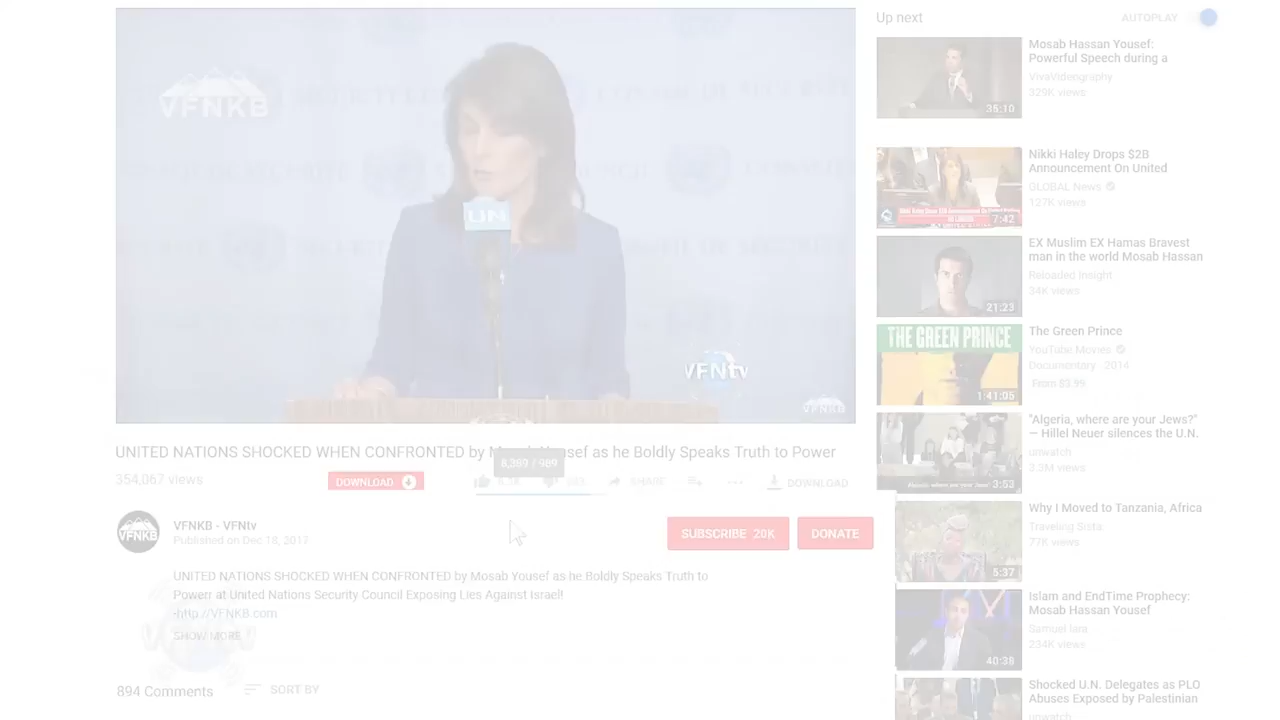 VFNKB
UN
VFNtv
VFNKB
UNITED NATIONS SHOCKED WHEN CONFRONTED by Mosab Yousef as he Boldly Speaks Truth to Power
354,067 views
DOWNLOAD
8,389 / 989
SHARE
DOWNLOAD
VFNKB
VFNKB - VFNtv
Published on Dec 18, 2017
SUBSCRIBE 20K
DONATE
UNITED NATIONS SHOCKED WHEN CONFRONTED by Mosab Yousef as he Boldly Speaks Truth to
Powerr at United Nations Security Council Exposing Lies Against Israel!
-http //VFNKB.com
SHOW MORE
894 Comments
SORT BY
Up next
AUTOPLAY
Mosab Hassan Yousef:
Powerful Speech during a
VivaVideography
329K views
35:10
Nikki Haley Drops $2B
Announcement On United
GLOBAL News
127K views
7:42
EX Muslim EX Hamas Bravest
man in the world Mosab Hassan
Reloaded Insight
34K views
21:23
THE GREEN PRINCE
The Green Prince
YouTube Movies
Documentary · 2014
From $3.99
1:41:05
"Algeria, where are your Jews?"
— Hillel Neuer silences the U.N.
unwatch
3.3M views
3:53
Why I Moved to Tanzania, Africa
Traveling Sista
77K views
5:37
Islam and EndTime Prophecy:
Mosab Hassan Yousef
Samuel lara
234K views
40:38
Shocked U.N. Delegates as PLO
Abuses Exposed by Palestinian
unwatch